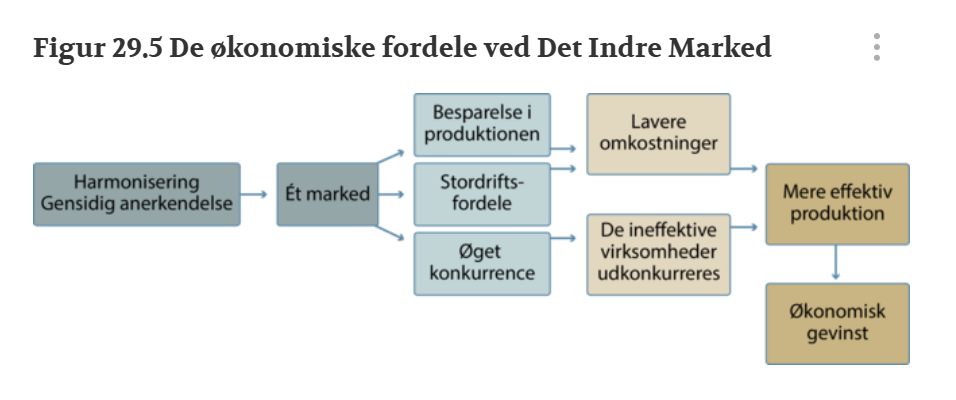 Figur 29.5 De økonomiske fordele ved Det Indre Marked
Harmonisering
Gensidig anerkendelse
Ét marked
Besparelse i
produktionen
Stordrifts-
fordele
Øget
konkurrence
Lavere
omkostninger
De ineffektive
virksomheder
udkonkurreres
Mere effektiv
produktion
Økonomisk
gevinst